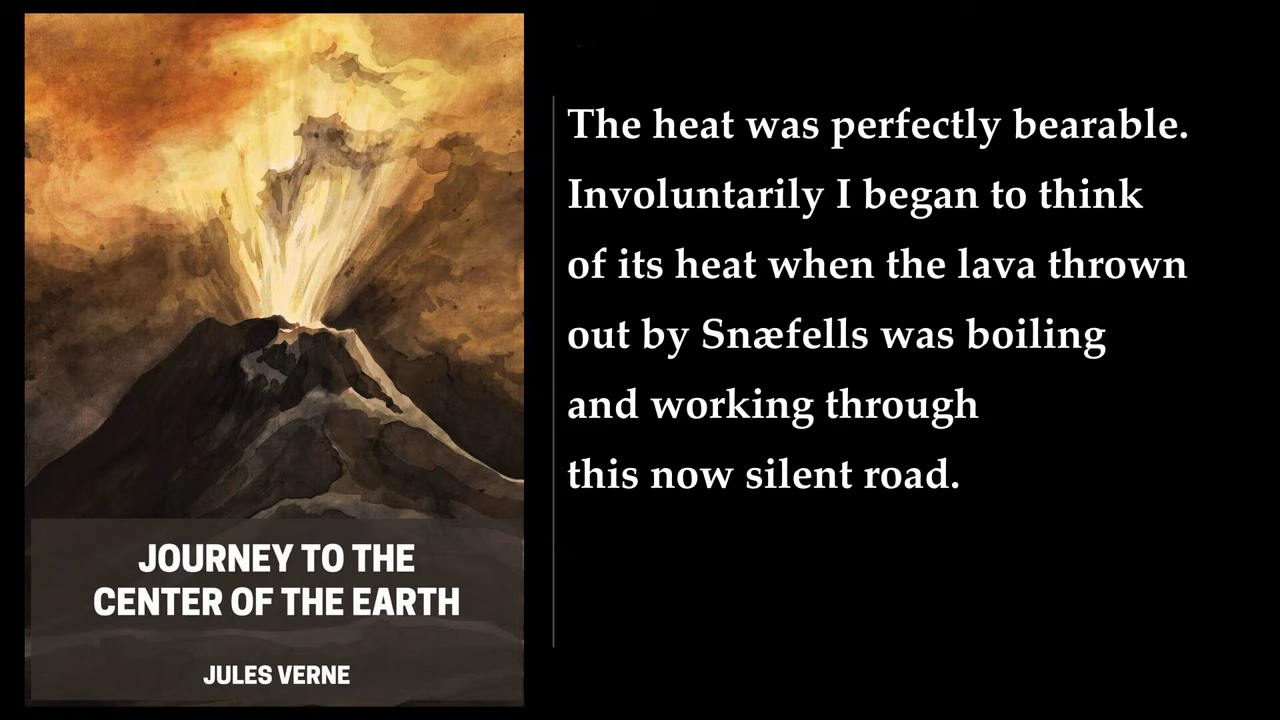 The heat was perfectly bearable.
Involuntarily I began to think
of its heat when the lava thrown
out by Snæfells was boiling
and working through
this now silent road.
JOURNEY TO THE
CENTER OF THE EARTH
JULES VERNE